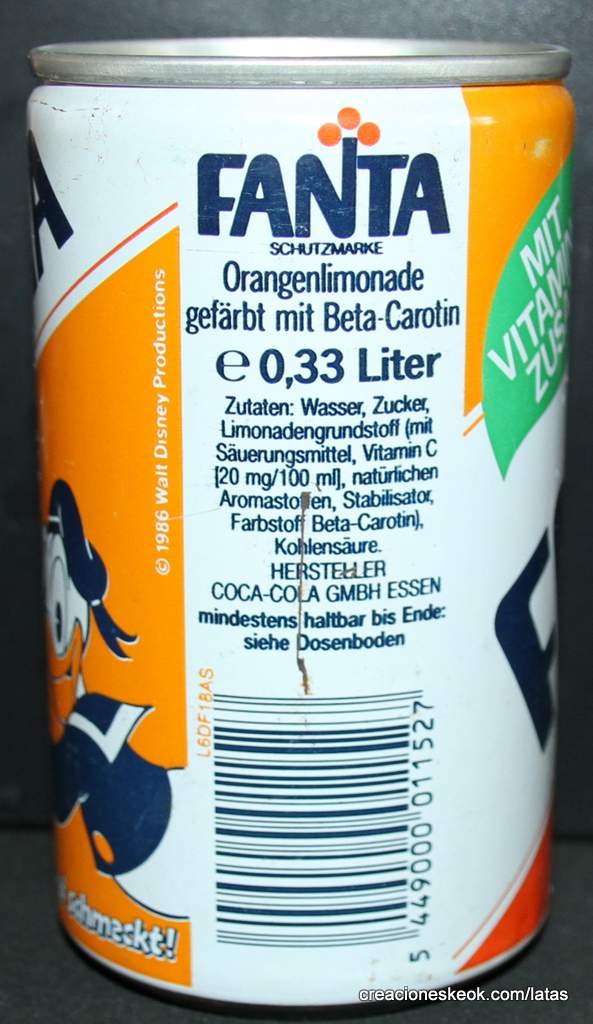 FANTA
SCHUTZMARKE
Orangenlimonade
gefärbt mit Beta-Carotin
e 0,33 Liter
Zutaten: Wasser, Zucker,
Limonadengrundstoff (mit
Säuerungsmittel, Vitamin C
[20 mg/100 ml], natürlichen
Aromastoffen, Stabilisator,
Farbstoff Beta-Carotin),
Kohlensäure.
HERSTELLER
COCA-COLA GMBH ESSEN
mindestens haltbar bis Ende:
siehe Dosenboden
L6DF18AS
5 449000 011527
© 1986 Walt Disney Productions
schmeckt!
MIT
creacioneskeok.com/latas